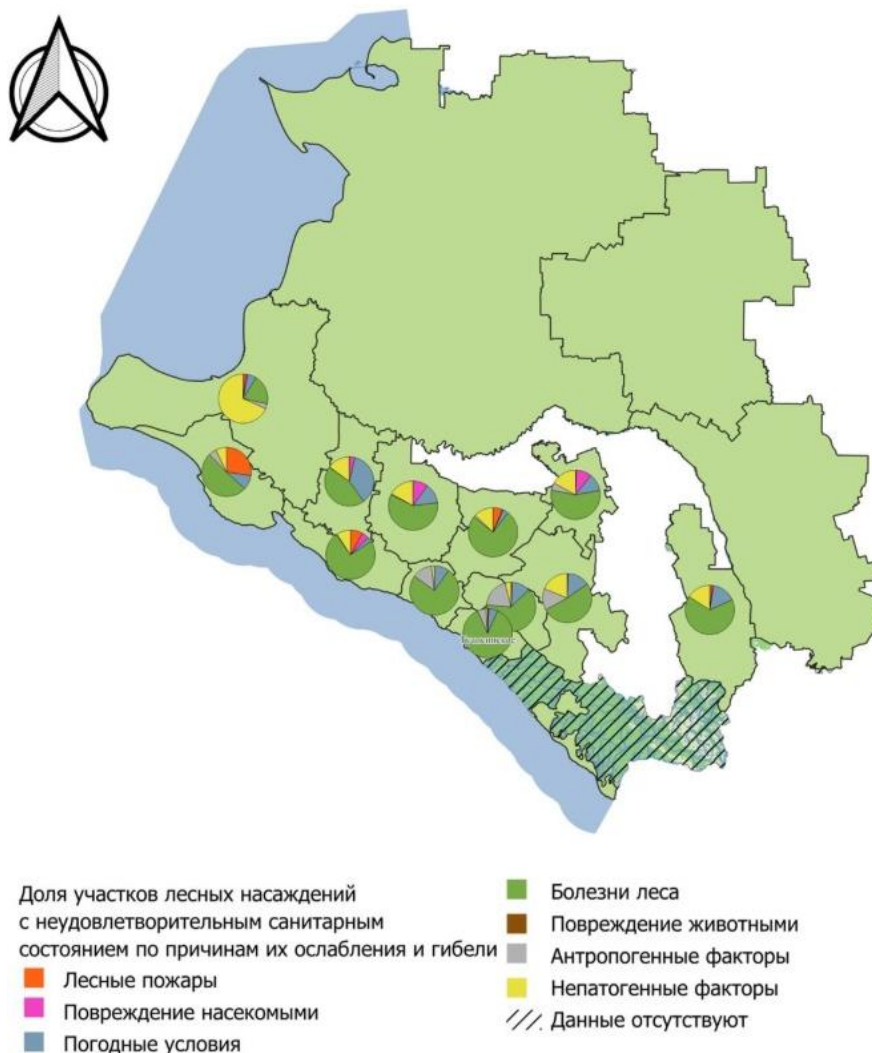 Доля участков лесных насаждений
с неудовлетворительным санитарным
состоянием по причинам их ослабления и гибели
Лесные пожары
Повреждение насекомыми
Погодные условия
Болезни леса
Повреждение животными
Антропогенные факторы
Непатогенные факторы
Данные отсутствуют